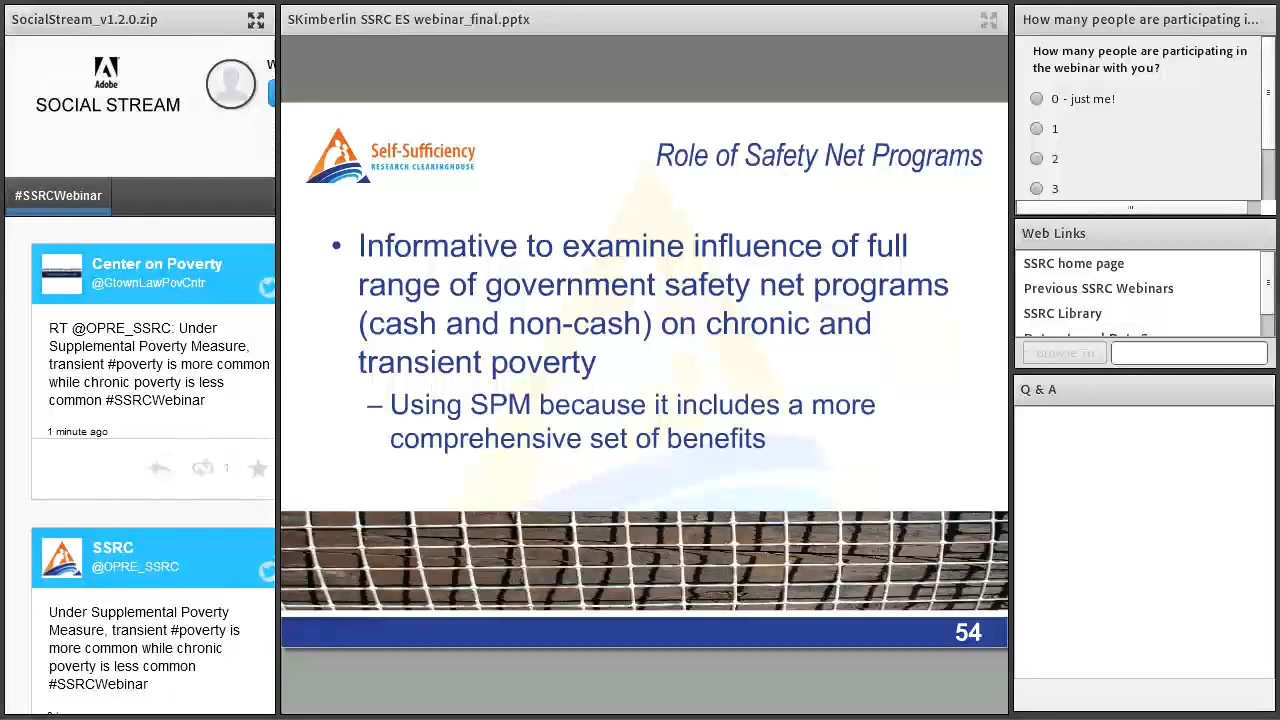 SocialStream_v1.2.0.zip
Adobe
SOCIAL STREAM
W
#SSRCWebinar
Center on Poverty
@GtownLawPovCntr
RT @OPRE_SSRC: Under
Supplemental Poverty Measure,
transient #poverty is more common
while chronic poverty is less
common #SSRCWebinar
1 minute ago
1
SSRC
@OPRE_SSRC
Under Supplemental Poverty
Measure, transient #poverty is
more common while chronic
poverty is less common
#SSRCWebinar
SKimberlin SSRC ES webinar_final.pptx
Self-Sufficiency
RESEARCH CLEARINGHOUSE
Role of Safety Net Programs
• Informative to examine influence of full
range of government safety net programs
(cash and non-cash) on chronic and
transient poverty
– Using SPM because it includes a more
comprehensive set of benefits
54
How many people are participating i...
How many people are participating in
the webinar with you?
0 - just me!
1
2
3
Web Links
SSRC home page
Previous SSRC Webinars
SSRC Library
Q & A